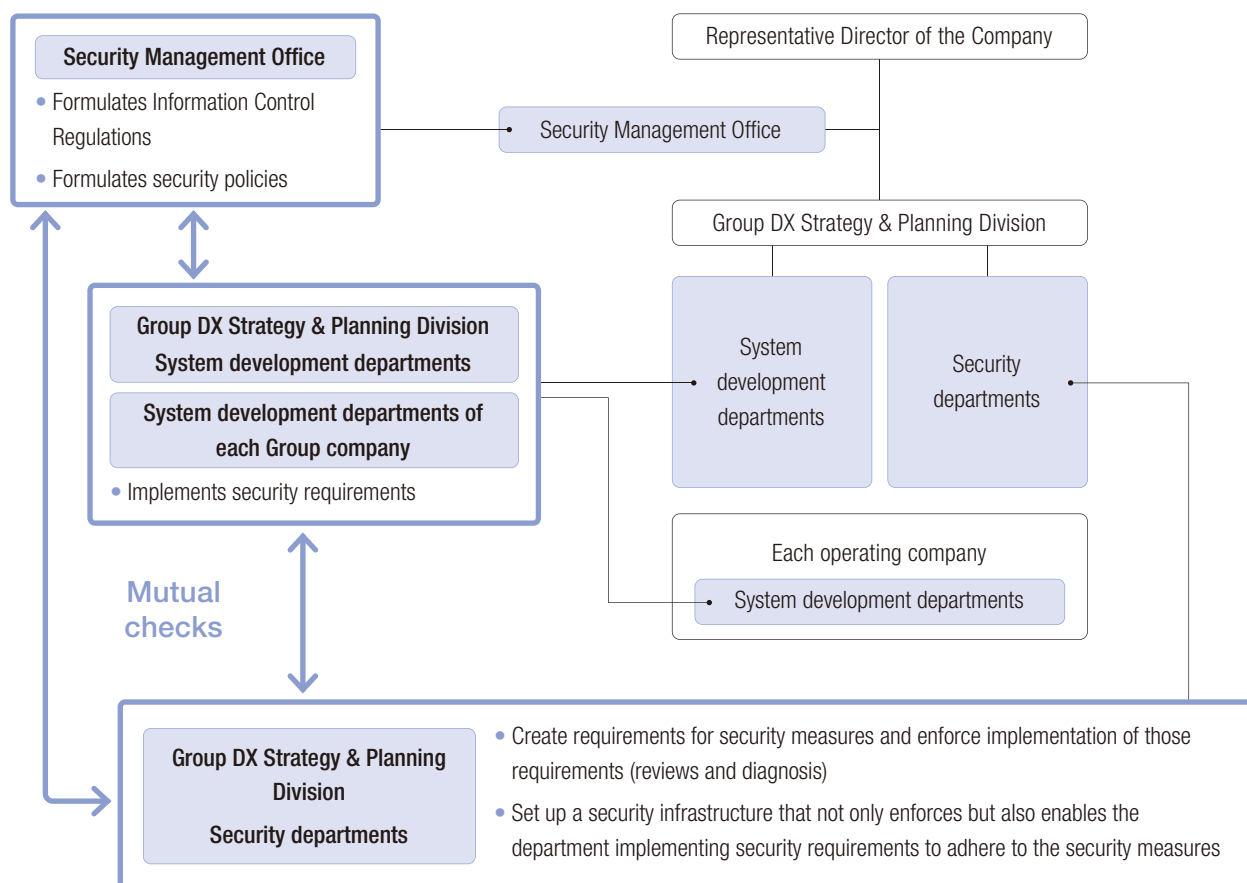 Security Management Office
• Formulates Information Control
Regulations
• Formulates security policies
Representative Director of the Company
Security Management Office
Group DX Strategy & Planning Division
System
development
departments
Security
departments
Group DX Strategy & Planning Division
System development departments
System development departments of
each Group company
• Implements security requirements
Each operating company
System development departments
Mutual
checks
Group DX Strategy & Planning
Division
Security departments
• Create requirements for security measures and enforce implementation of those
requirements (reviews and diagnosis)
• Set up a security infrastructure that not only enforces but also enables the
department implementing security requirements to adhere to the security measures